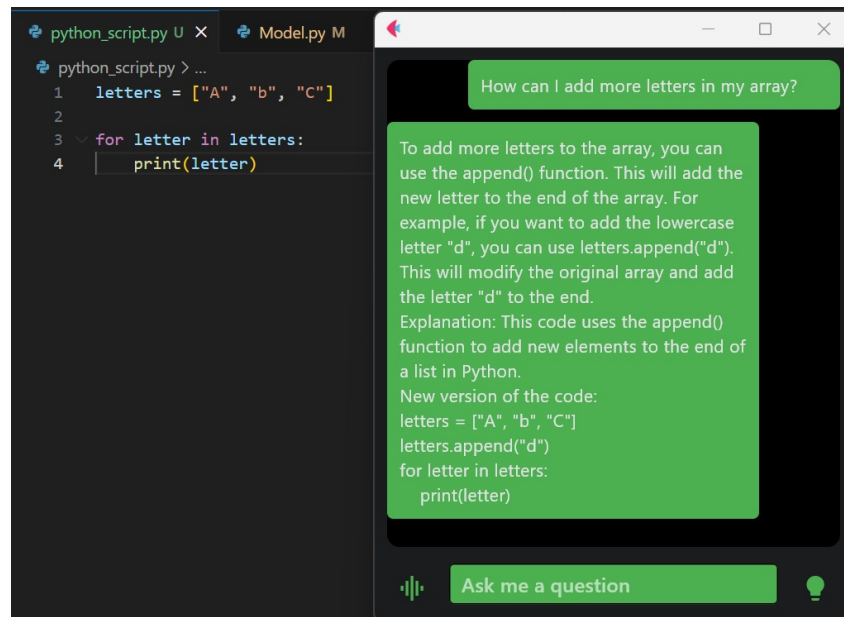 python_script.py U
Model.py M
python_script.py > ...
1 letters = ["A", "b", "C"]
2
3 for letter in letters:
4     print(letter)
How can I add more letters in my array?
To add more letters to the array, you can
use the append() function. This will add the
new letter to the end of the array. For
example, if you want to add the lowercase
letter "d", you can use letters.append("d").
This will modify the original array and add
the letter "d" to the end.
Explanation: This code uses the append()
function to add new elements to the end of
a list in Python.
New version of the code:
letters = ["A", "b", "C"]
letters.append("d")
for letter in letters:
    print(letter)
Ask me a question